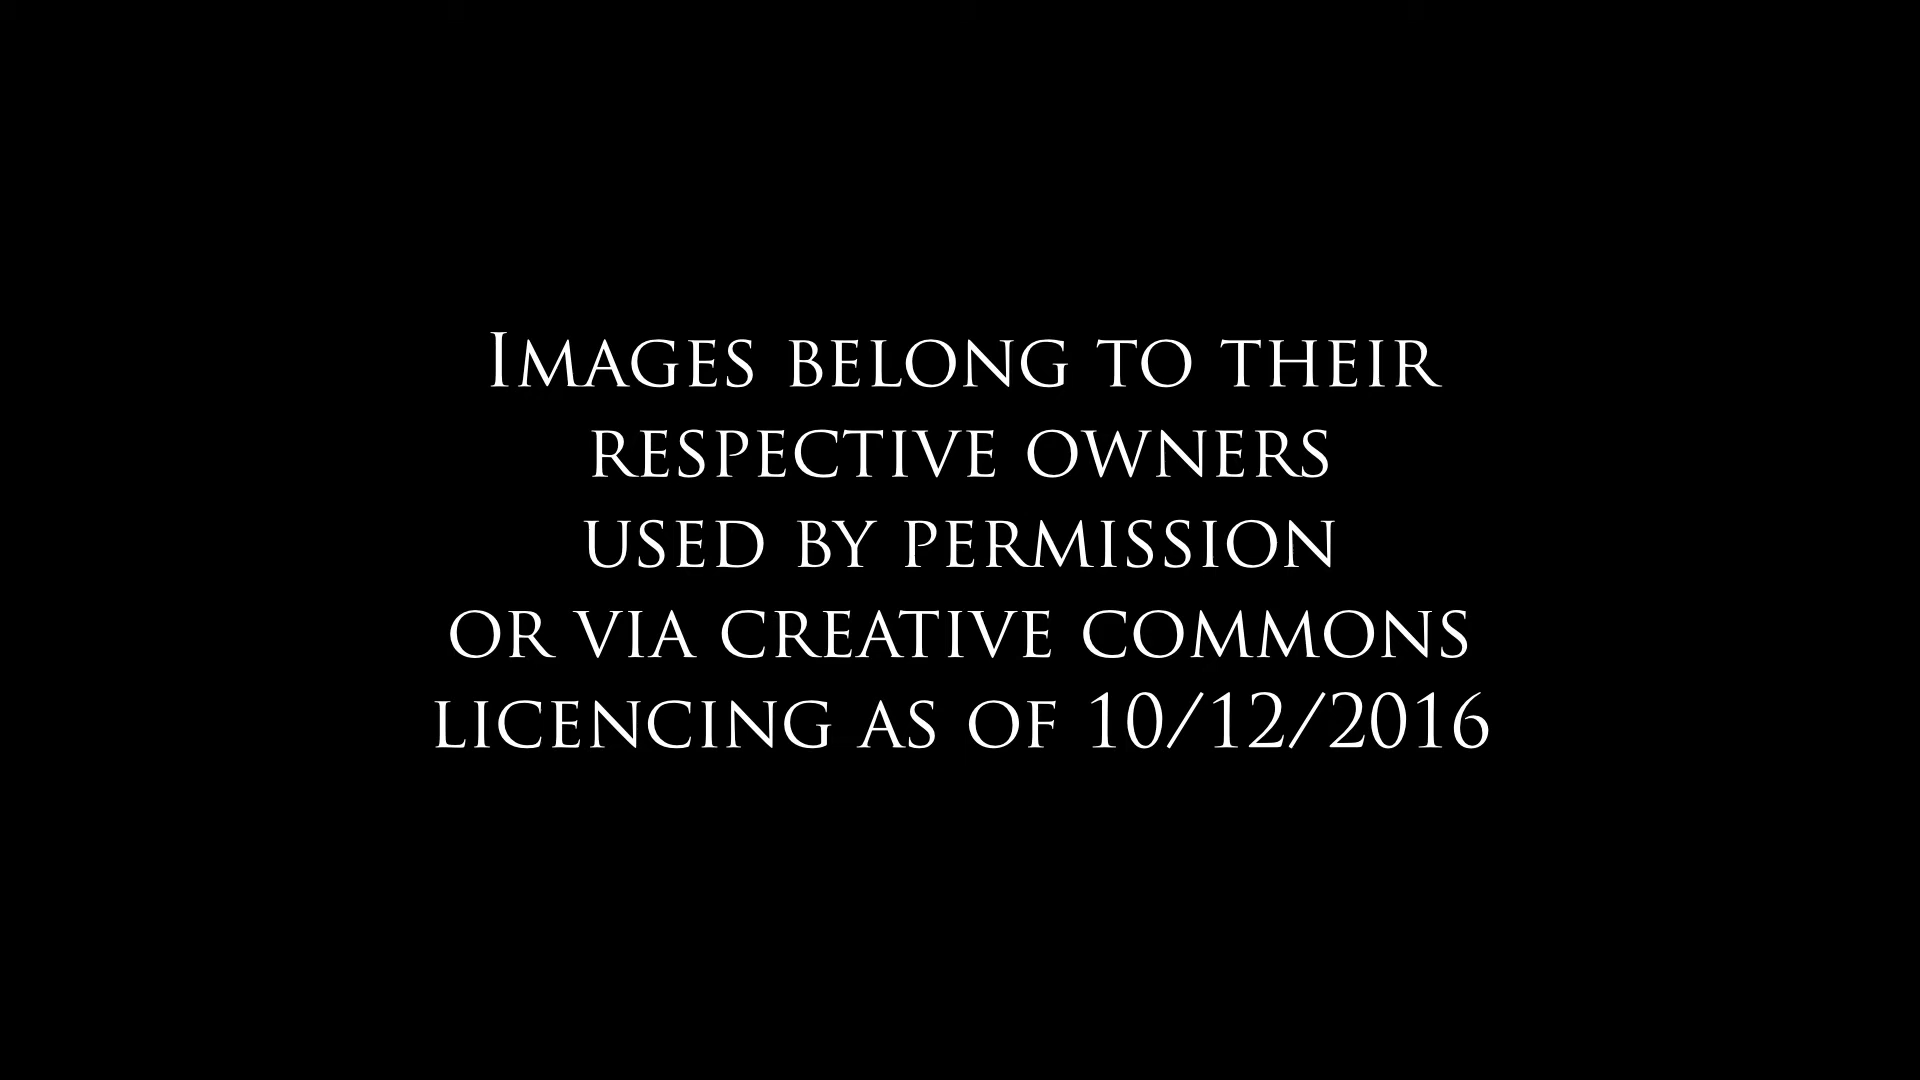 Images belong to their
respective owners
used by permission
or via creative commons
licencing as of 10/12/2016